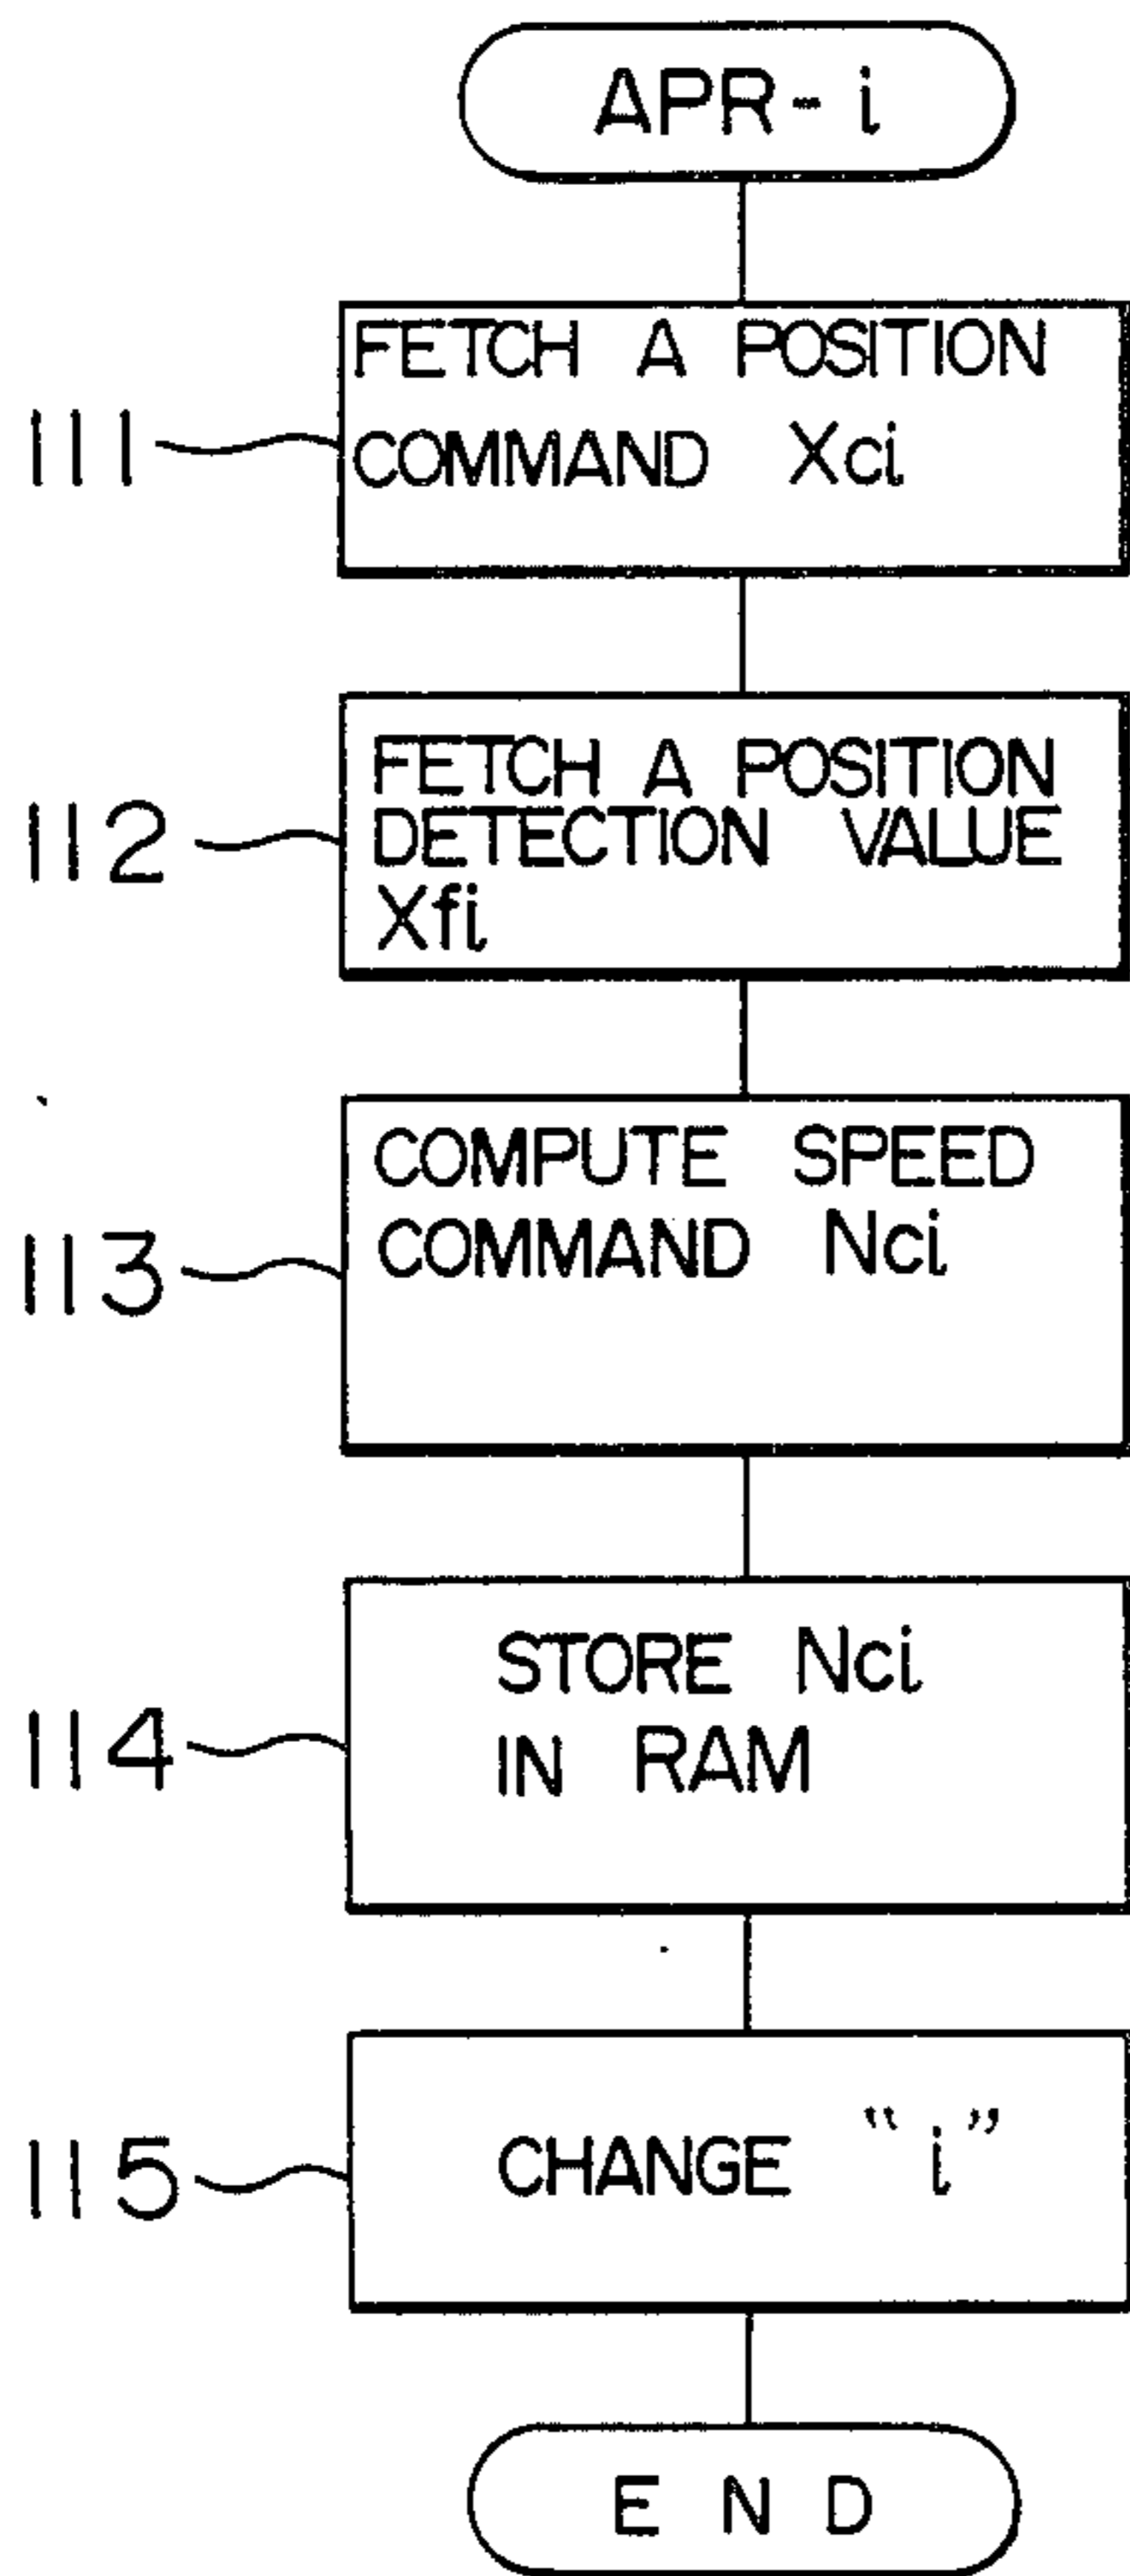 APR-i
FETCH A POSITION
111
COMMAND Xci
FETCH A POSITION
112
DETECTION VALUE
Xfi
COMPUTE SPEED
113
COMMAND Nci
STORE Nci
114
IN RAM
115
CHANGE “i”
END